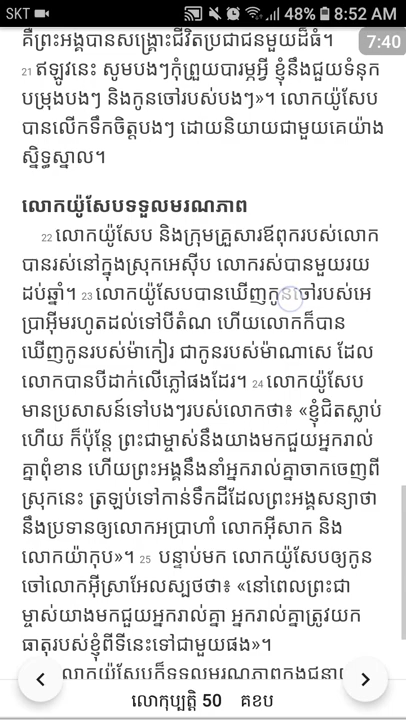 SKT 48% 8:52 AM
គឺព្រះអង្គបានសង្គ្រោះជីវិតប្រជាជនមួយដ៏ធំ។
7:40
21 ឥឡូវនេះ សូមបងៗកុំព្រួយបារម្ភអ្វី ខ្ញុំនឹងជួយទំនុក
បម្រុងបងៗ និងកូនចៅរបស់បងៗ»។ លោកយ៉ូសែប
បានលើកទឹកចិត្តបងៗ ដោយនិយាយជាមួយគេយ៉ាង
ស្និទ្ធស្នាល។
លោកយ៉ូសែបទទួលមរណភាព
22 លោកយ៉ូសែប និងក្រុមគ្រួសារឪពុករបស់លោក
បានរស់នៅក្នុងស្រុកអេស៊ីប លោករស់បានមួយរយ
ដប់ឆ្នាំ។ 23 លោកយ៉ូសែបបានឃើញកូនចៅរបស់អេ
ប្រាអ៊ីមរហូតដល់ទៅបីតំណ ហើយលោកក៏បាន
ឃើញកូនរបស់ម៉ាកៀរ ជាកូនរបស់ម៉ាណាសេ ដែល
លោកបានបីដាក់លើភ្លៅផងដែរ។ 24 លោកយ៉ូសែប
មានប្រសាសន៍ទៅបងៗរបស់លោកថា៖ «ខ្ញុំជិតស្លាប់
ហើយ ក៏ប៉ុន្តែ ព្រះជាម្ចាស់នឹងយាងមកជួយអ្នករាល់
គ្នាពុំខាន ហើយព្រះអង្គនឹងនាំអ្នករាល់គ្នាចាកចេញពី
ស្រុកនេះ ត្រឡប់ទៅកាន់ទឹកដីដែលព្រះអង្គសន្យាថា
នឹងប្រទានឲ្យលោកអប្រាហាំ លោកអ៊ីសាក និង
លោកយ៉ាកុប»។ 25 បន្ទាប់មក លោកយ៉ូសែបឲ្យកូន
ចៅលោកអ៊ីស្រាអែលស្បថថា៖ «នៅពេលព្រះជា
ម្ចាស់យាងមកជួយអ្នករាល់គ្នា អ្នករាល់គ្នាត្រូវយក
ធាតុរបស់ខ្ញុំពីទីនេះទៅជាមួយផង»។
លោកយ៉ូសែបក៏ទទួលមរណភាពក្នុងជន្មាយុ
លោកុប្បត្តិ 50 គខប